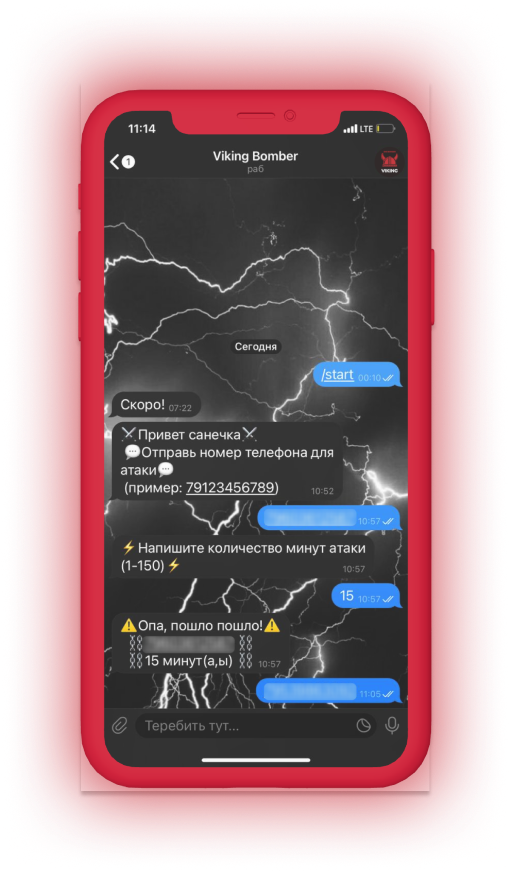 11:14
LTE
1
Viking Bomber
раб
VIKING
Сегодня
/start 00:10
Скоро! 07:22
⚔Привет санечка⚔
💬Отправь номер телефона для
атаки💬
(пример: 79123456789) 10:52
10:57
⚡Напишите количество минут атаки
(1-150)⚡ 10:57
15 10:57
⚠️Опа, пошло пошло!⚠️
⛓ ⛓
⛓15 минут(а,ы) ⛓ 10:57
11:05
Теребить тут...